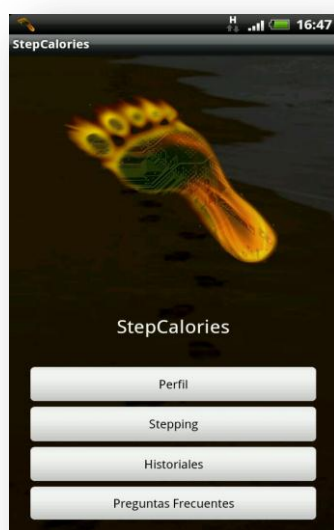 H 16:47
StepCalories
StepCalories
Perfil
Stepping
Historiales
Preguntas Frecuentes